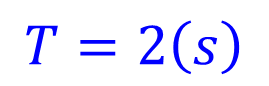 T = 2(s)